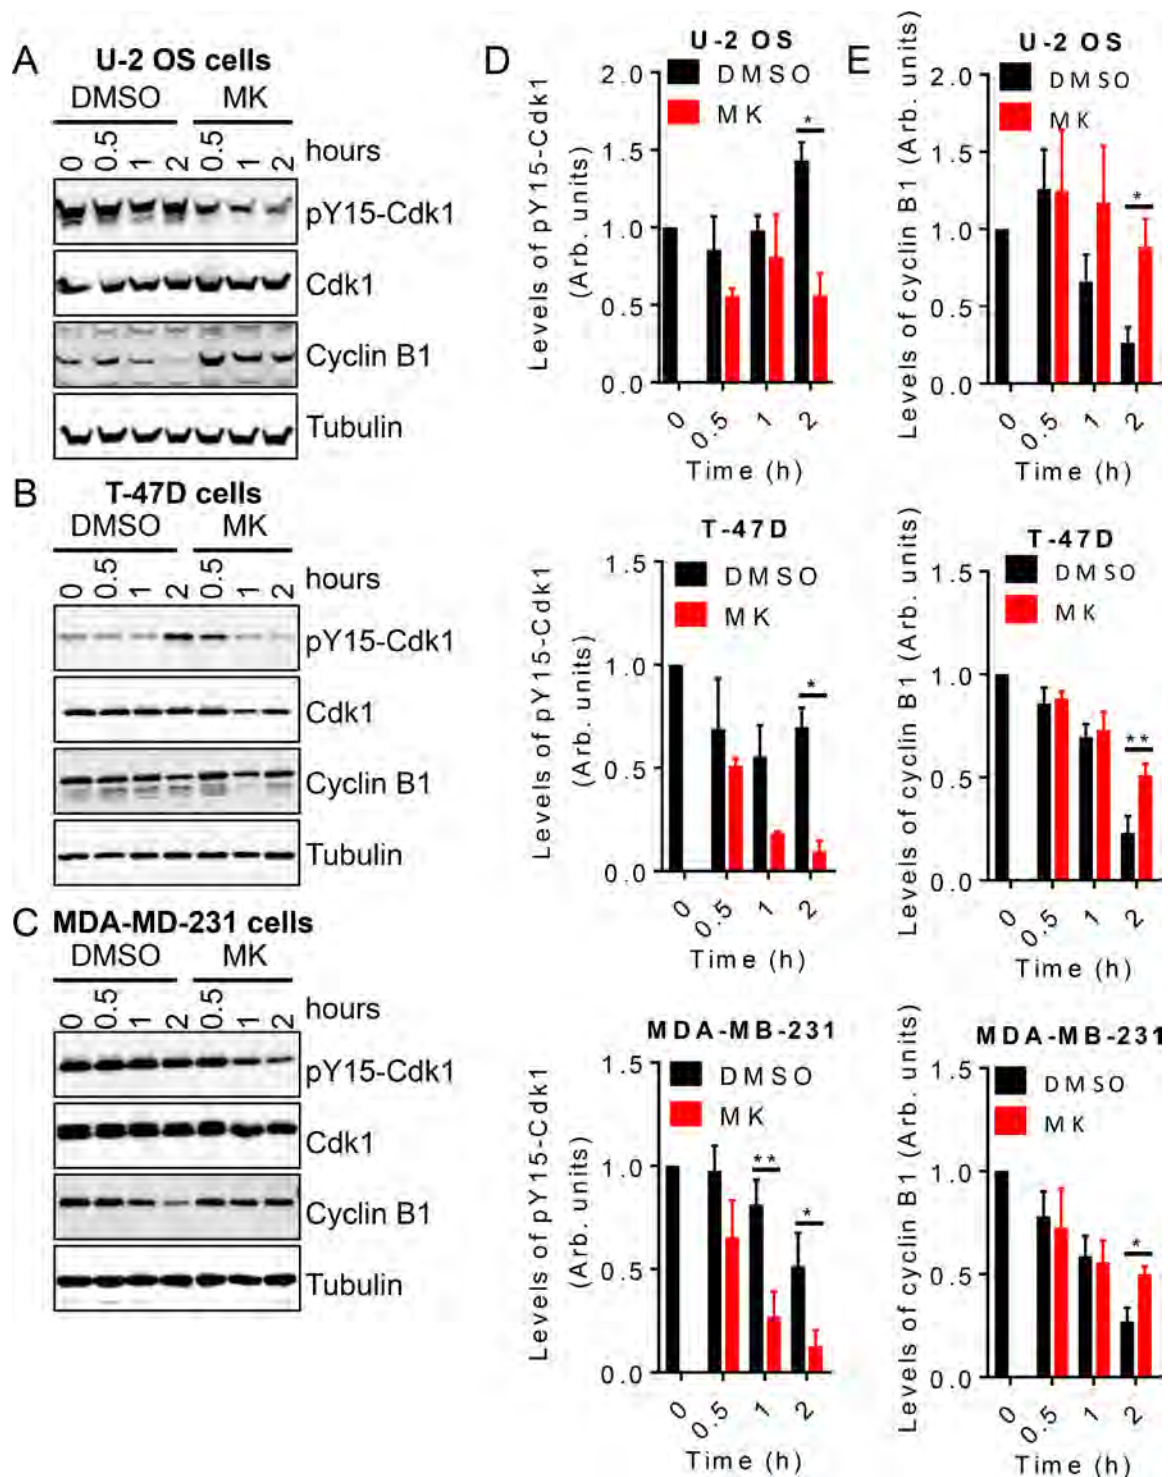 A
U-2 OS cells
DMSO MK
0 0.5 1 2 0.5 1 2 hours
pY15-Cdk1
Cdk1
Cyclin B1
Tubulin
B
T-47D cells
DMSO MK
0 0.5 1 2 0.5 1 2 hours
pY15-Cdk1
Cdk1
Cyclin B1
Tubulin
C
MDA-MD-231 cells
DMSO MK
0 0.5 1 2 0.5 1 2 hours
pY15-Cdk1
Cdk1
Cyclin B1
Tubulin
D
U-2 OS
DMSO
MK
Levels of pY15-Cdk1
(Arb. units)
2.0
1.5
1.0
0.5
0.0
*
0 0.5 1 2
Time (h)
T-47D
DMSO
MK
Levels of pY15-Cdk1
(Arb. units)
1.5
1.0
0.5
0.0
*
0 0.5 1 2
Time (h)
MDA-MB-231
DMSO
MK
Levels of pY15-Cdk1
(Arb. units)
1.5
1.0
0.5
0.0
**
*
0 0.5 1 2
Time (h)
E
U-2 OS
DMSO
MK
Levels of cyclin B1 (Arb. units)
2.0
1.5
1.0
0.5
0.0
*
0 0.5 1 2
Time (h)
T-47D
DMSO
MK
Levels of cyclin B1 (Arb. units)
1.5
1.0
0.5
0.0
**
0 0.5 1 2
Time (h)
MDA-MB-231
DMSO
MK
Levels of cyclin B1 (Arb. units)
1.5
1.0
0.5
0.0
*
0 0.5 1 2
Time (h)